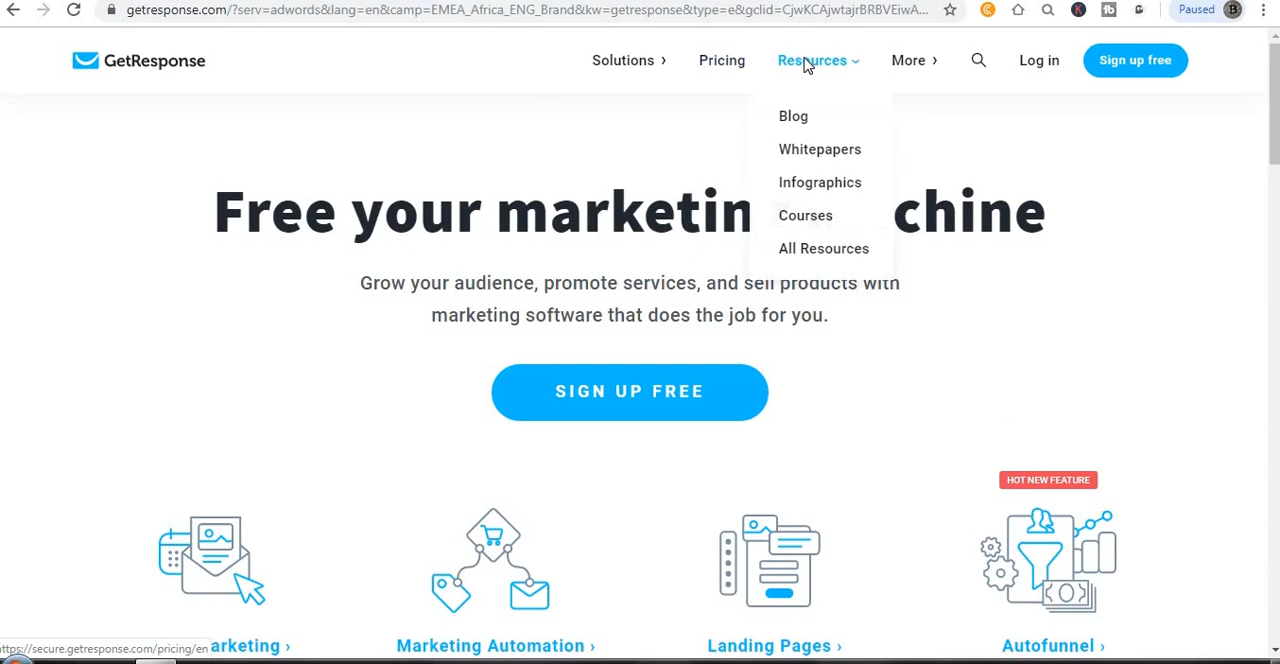 getresponse.com/?serv=adwords&lang=en&camp=EMEA_Africa_ENG_Brand&kw=getresponse&type=e&gclid=CjwKCAjwtajrBRBVEiwA...
Paused
GetResponse
Solutions ›
Pricing
Resources
More ›
Log in
Sign up free
Blog
Whitepapers
Infographics
Courses
All Resources
Free your marketin chine
Grow your audience, promote services, and sell products with
marketing software that does the job for you.
SIGN UP FREE
HOT NEW FEATURE
arketing ›
Marketing Automation ›
Landing Pages ›
Autofunnel ›
https://secure.getresponse.com/pricing/en